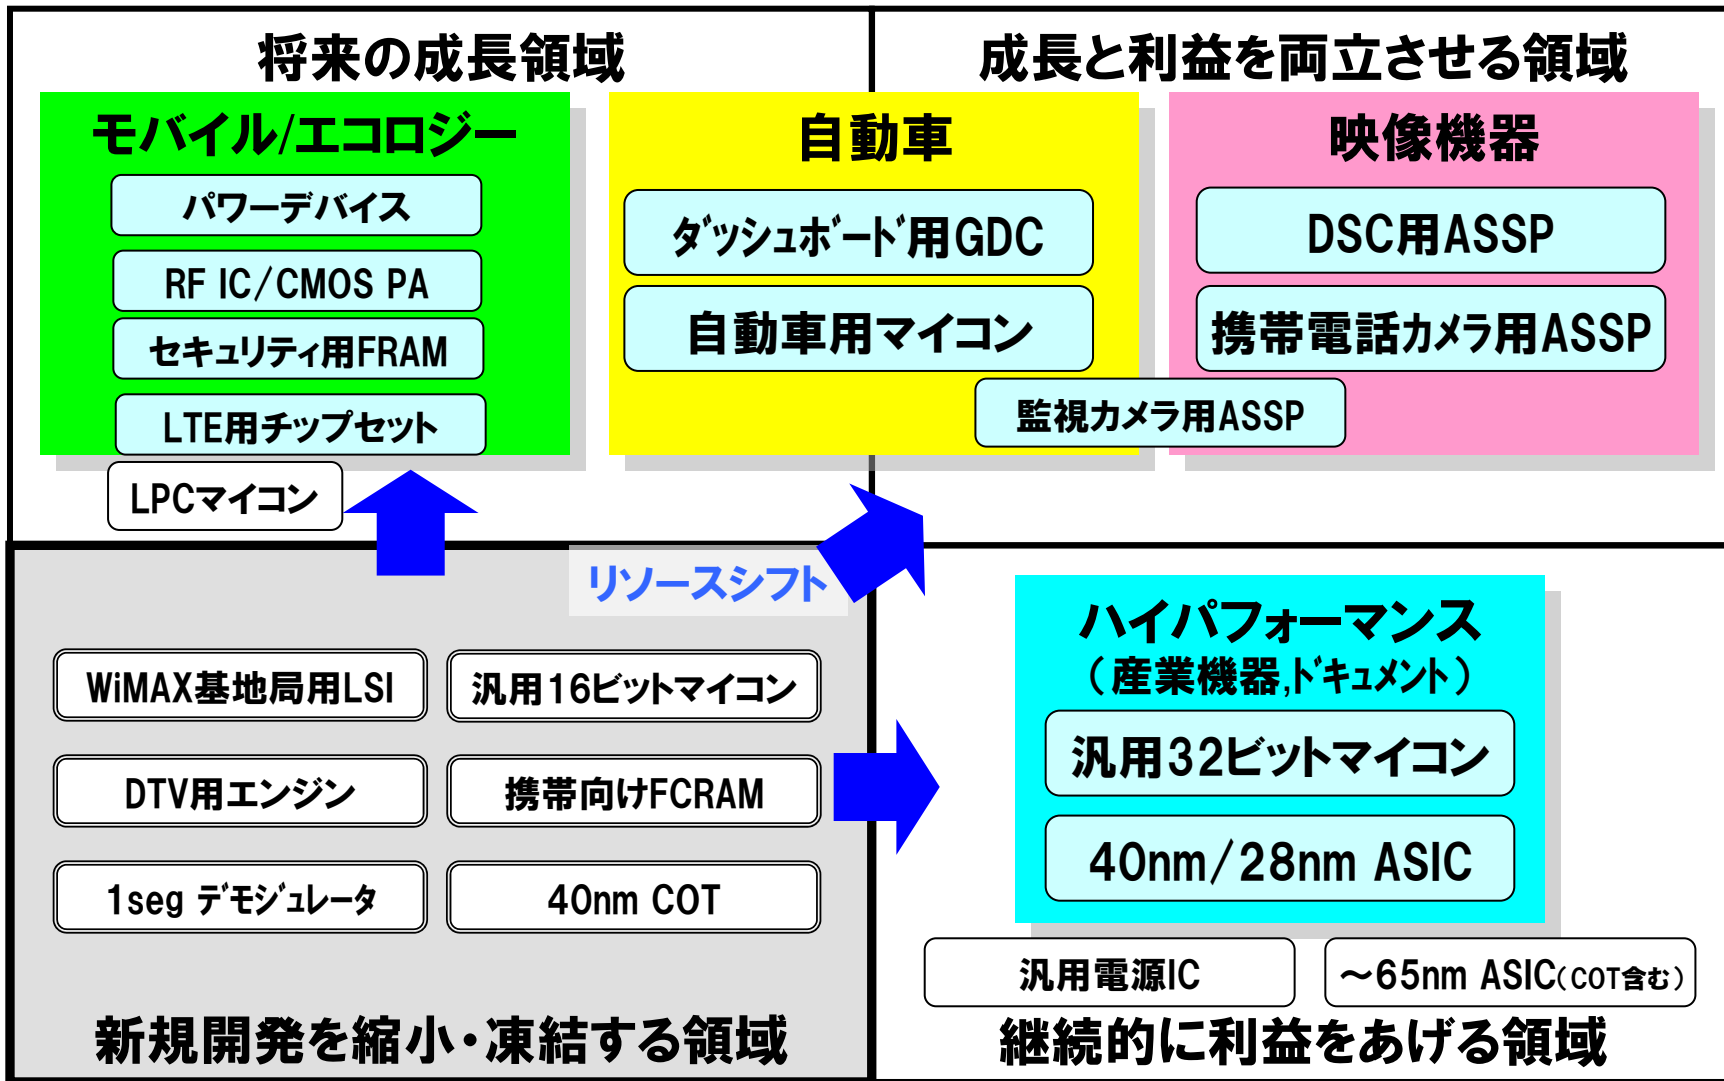 将来の成長領域
成長と利益を両立させる領域
モバイル/エコロジー
パワーデバイス
RF IC/CMOS PA
セキュリティ用FRAM
LTE用チップセット
LPCマイコン
自動車
ダッシュボード用GDC
自動車用マイコン
監視カメラ用ASSP
映像機器
DSC用ASSP
携帯電話カメラ用ASSP
リソースシフト
WiMAX基地局用LSI
汎用16ビットマイコン
DTV用エンジン
携帯向けFCRAM
1seg デモジュレータ
40nm COT
新規開発を縮小・凍結する領域
ハイパフォーマンス
(産業機器,ドキュメント)
汎用32ビットマイコン
40nm/28nm ASIC
汎用電源IC
～65nm ASIC(COT含む)
継続的に利益をあげる領域